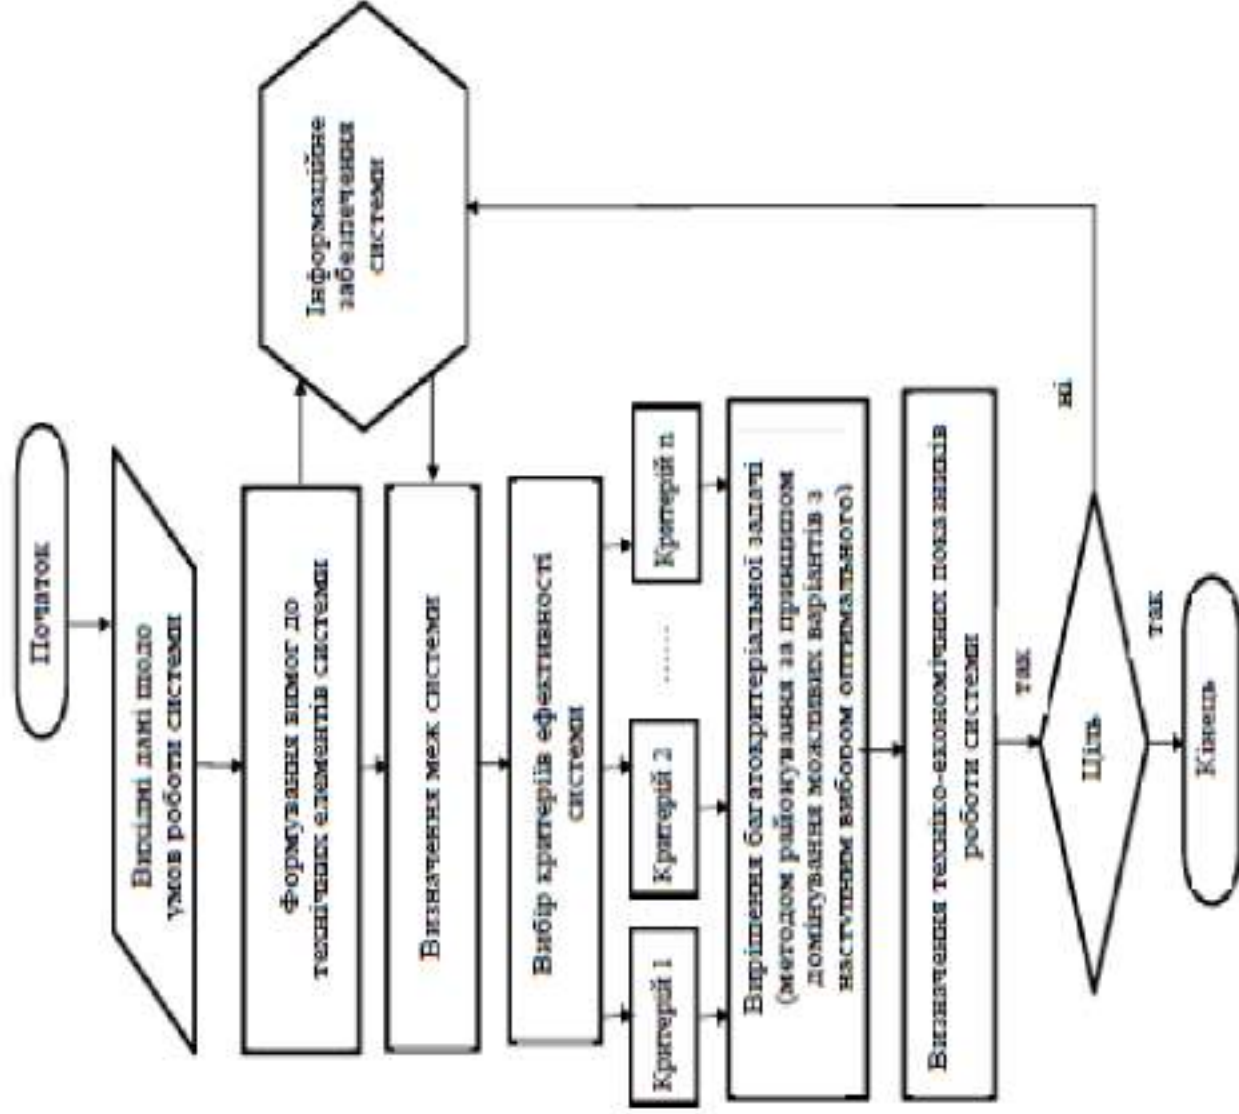 Початок
Вихідні дані щодо
умов роботи системи
Формування вимог до
технічних елементів системи
Інформаційне
забезпечення
системи
Визначення меж системи
Вибір критеріїв ефективності
системи
Критерій 1
Критерій 2
......
Критерій n
Вирішення багатокритеріальної задачі
(методом районування за принципом
домінування можливих варіантів з
наступним вибором оптимального)
Визначення техніко-економічних показників
роботи системи
так
Ціль
ні
так
Кінець